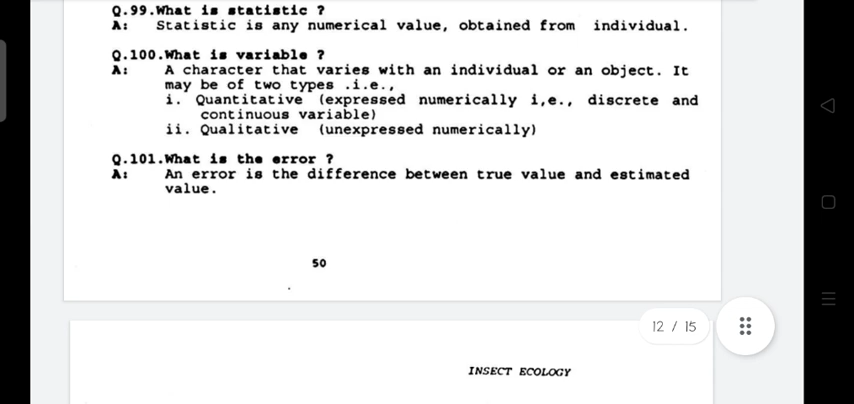 Q.99.What is statistic ?
A: Statistic is any numerical value, obtained from individual.
Q.100.What is variable ?
A: A character that varies with an individual or an object. It
may be of two types .i.e.,
i. Quantitative (expressed numerically i,e., discrete and
continuous variable)
ii. Qualitative (unexpressed numerically)
Q.101.What is the error ?
A: An error is the difference between true value and estimated
value.
50
12 / 15
INSECT ECOLOGY